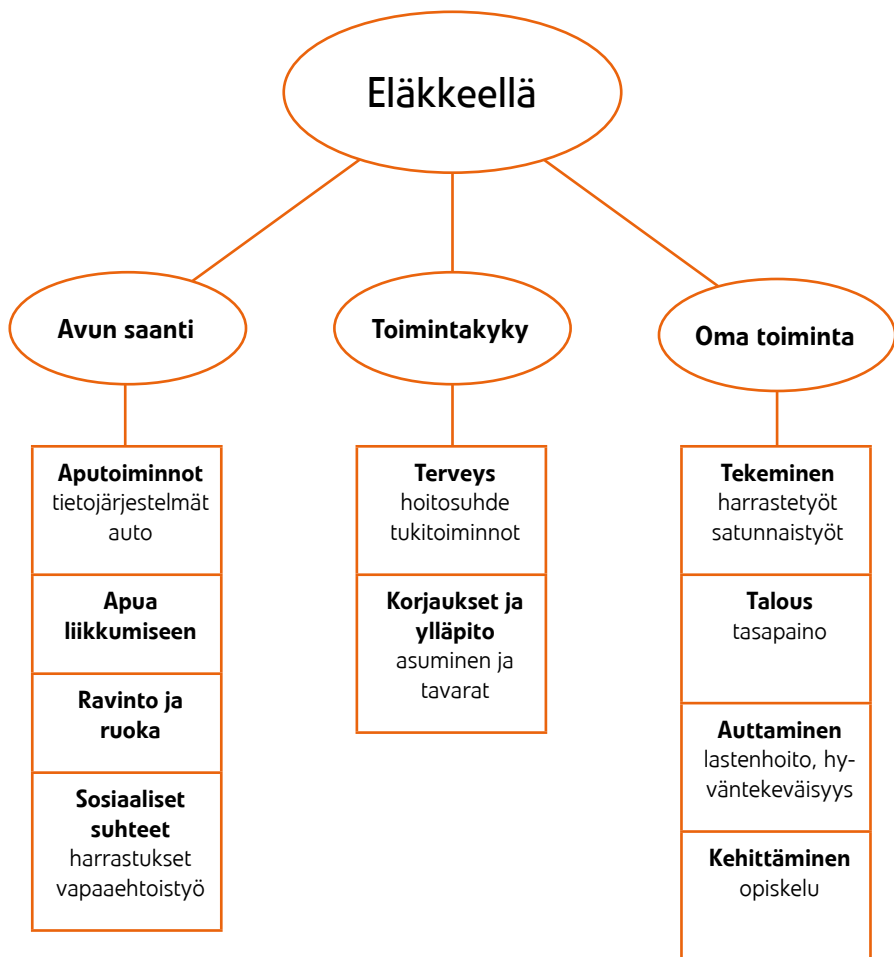 Eläkkeellä
Avun saanti
Toimintakyky
Oma toiminta
Aputoiminnot
tietojärjestelmät
auto
Apua
liikkumiseen
Ravinto ja
ruoka
Sosiaaliset
suhteet
harrastukset
vapaaehtoistyö
Terveys
hoitosuhde
tukitoiminnot
Korjaukset ja
ylläpito
asuminen ja
tavarat
Tekeminen
harrastetyöt
satunnaistyöt
Talous
tasapaino
Auttaminen
lastenhoito, hy-
väntekeväisyys
Kehittäminen
opiskelu